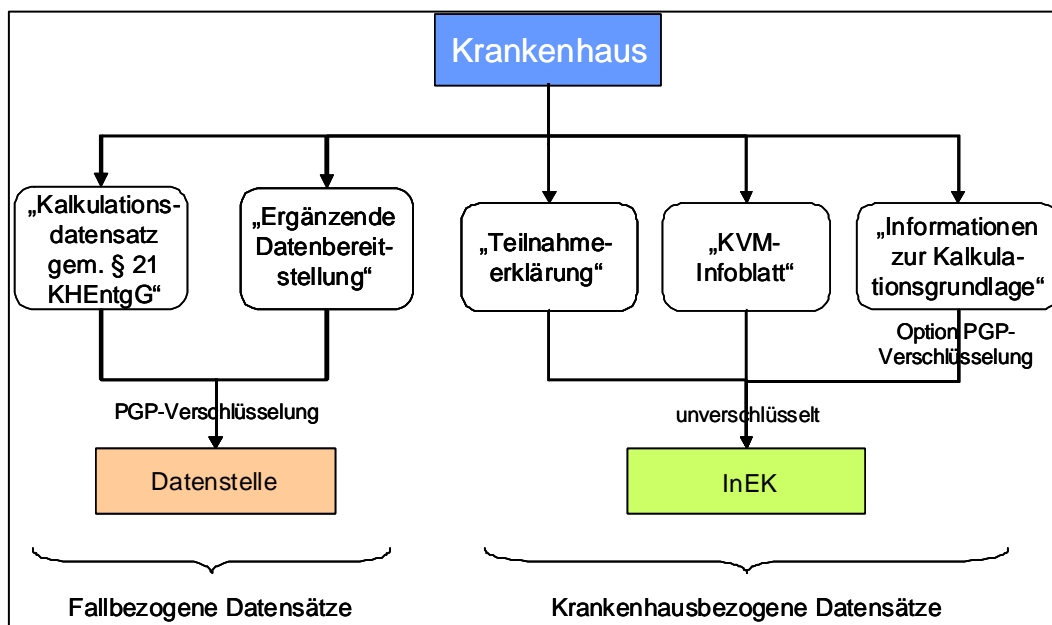 Krankenhaus
„Kalkulations-
datensatz
gem. § 21
KHEntgG“
„Ergänzende
Datenbereit-
stellung“
„Teilnahme-
erklärung“
„KVM-
Infoblatt“
„Informationen
zur Kalkula-
tionsgrundlage“
Option PGP-
Verschlüsselung
PGP-Verschlüsselung
unverschlüsselt
Datenstelle
InEK
Fallbezogene Datensätze
Krankenhausbezogene Datensätze